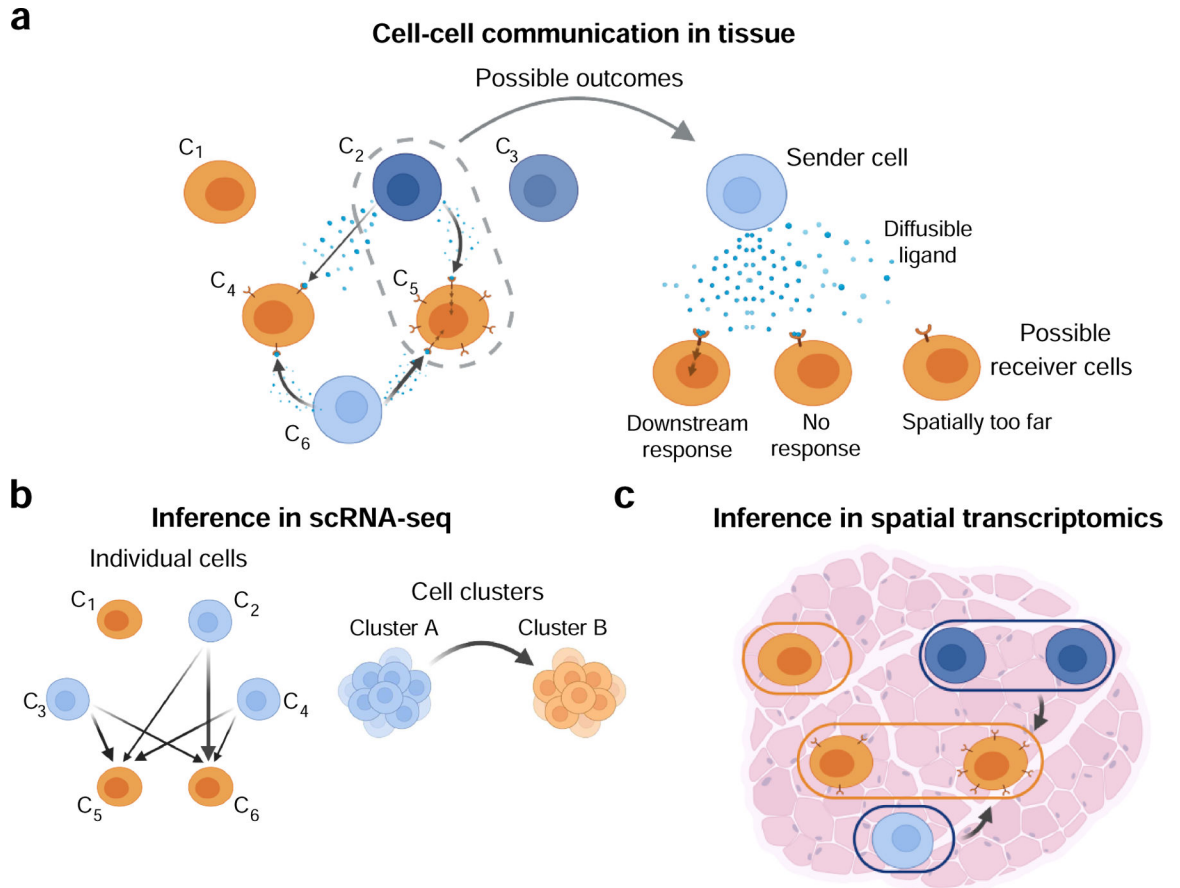 a
Cell-cell communication in tissue
Possible outcomes
C1
C2
C3
Sender cell
Diffusible
ligand
C4
C5
Possible
receiver cells
C6
Downstream
response
No
response
Spatially too far
b
Inference in scRNA-seq
Individual cells
C1
C2
C3
C4
C5
C6
Cell clusters
Cluster A
Cluster B
c
Inference in spatial transcriptomics